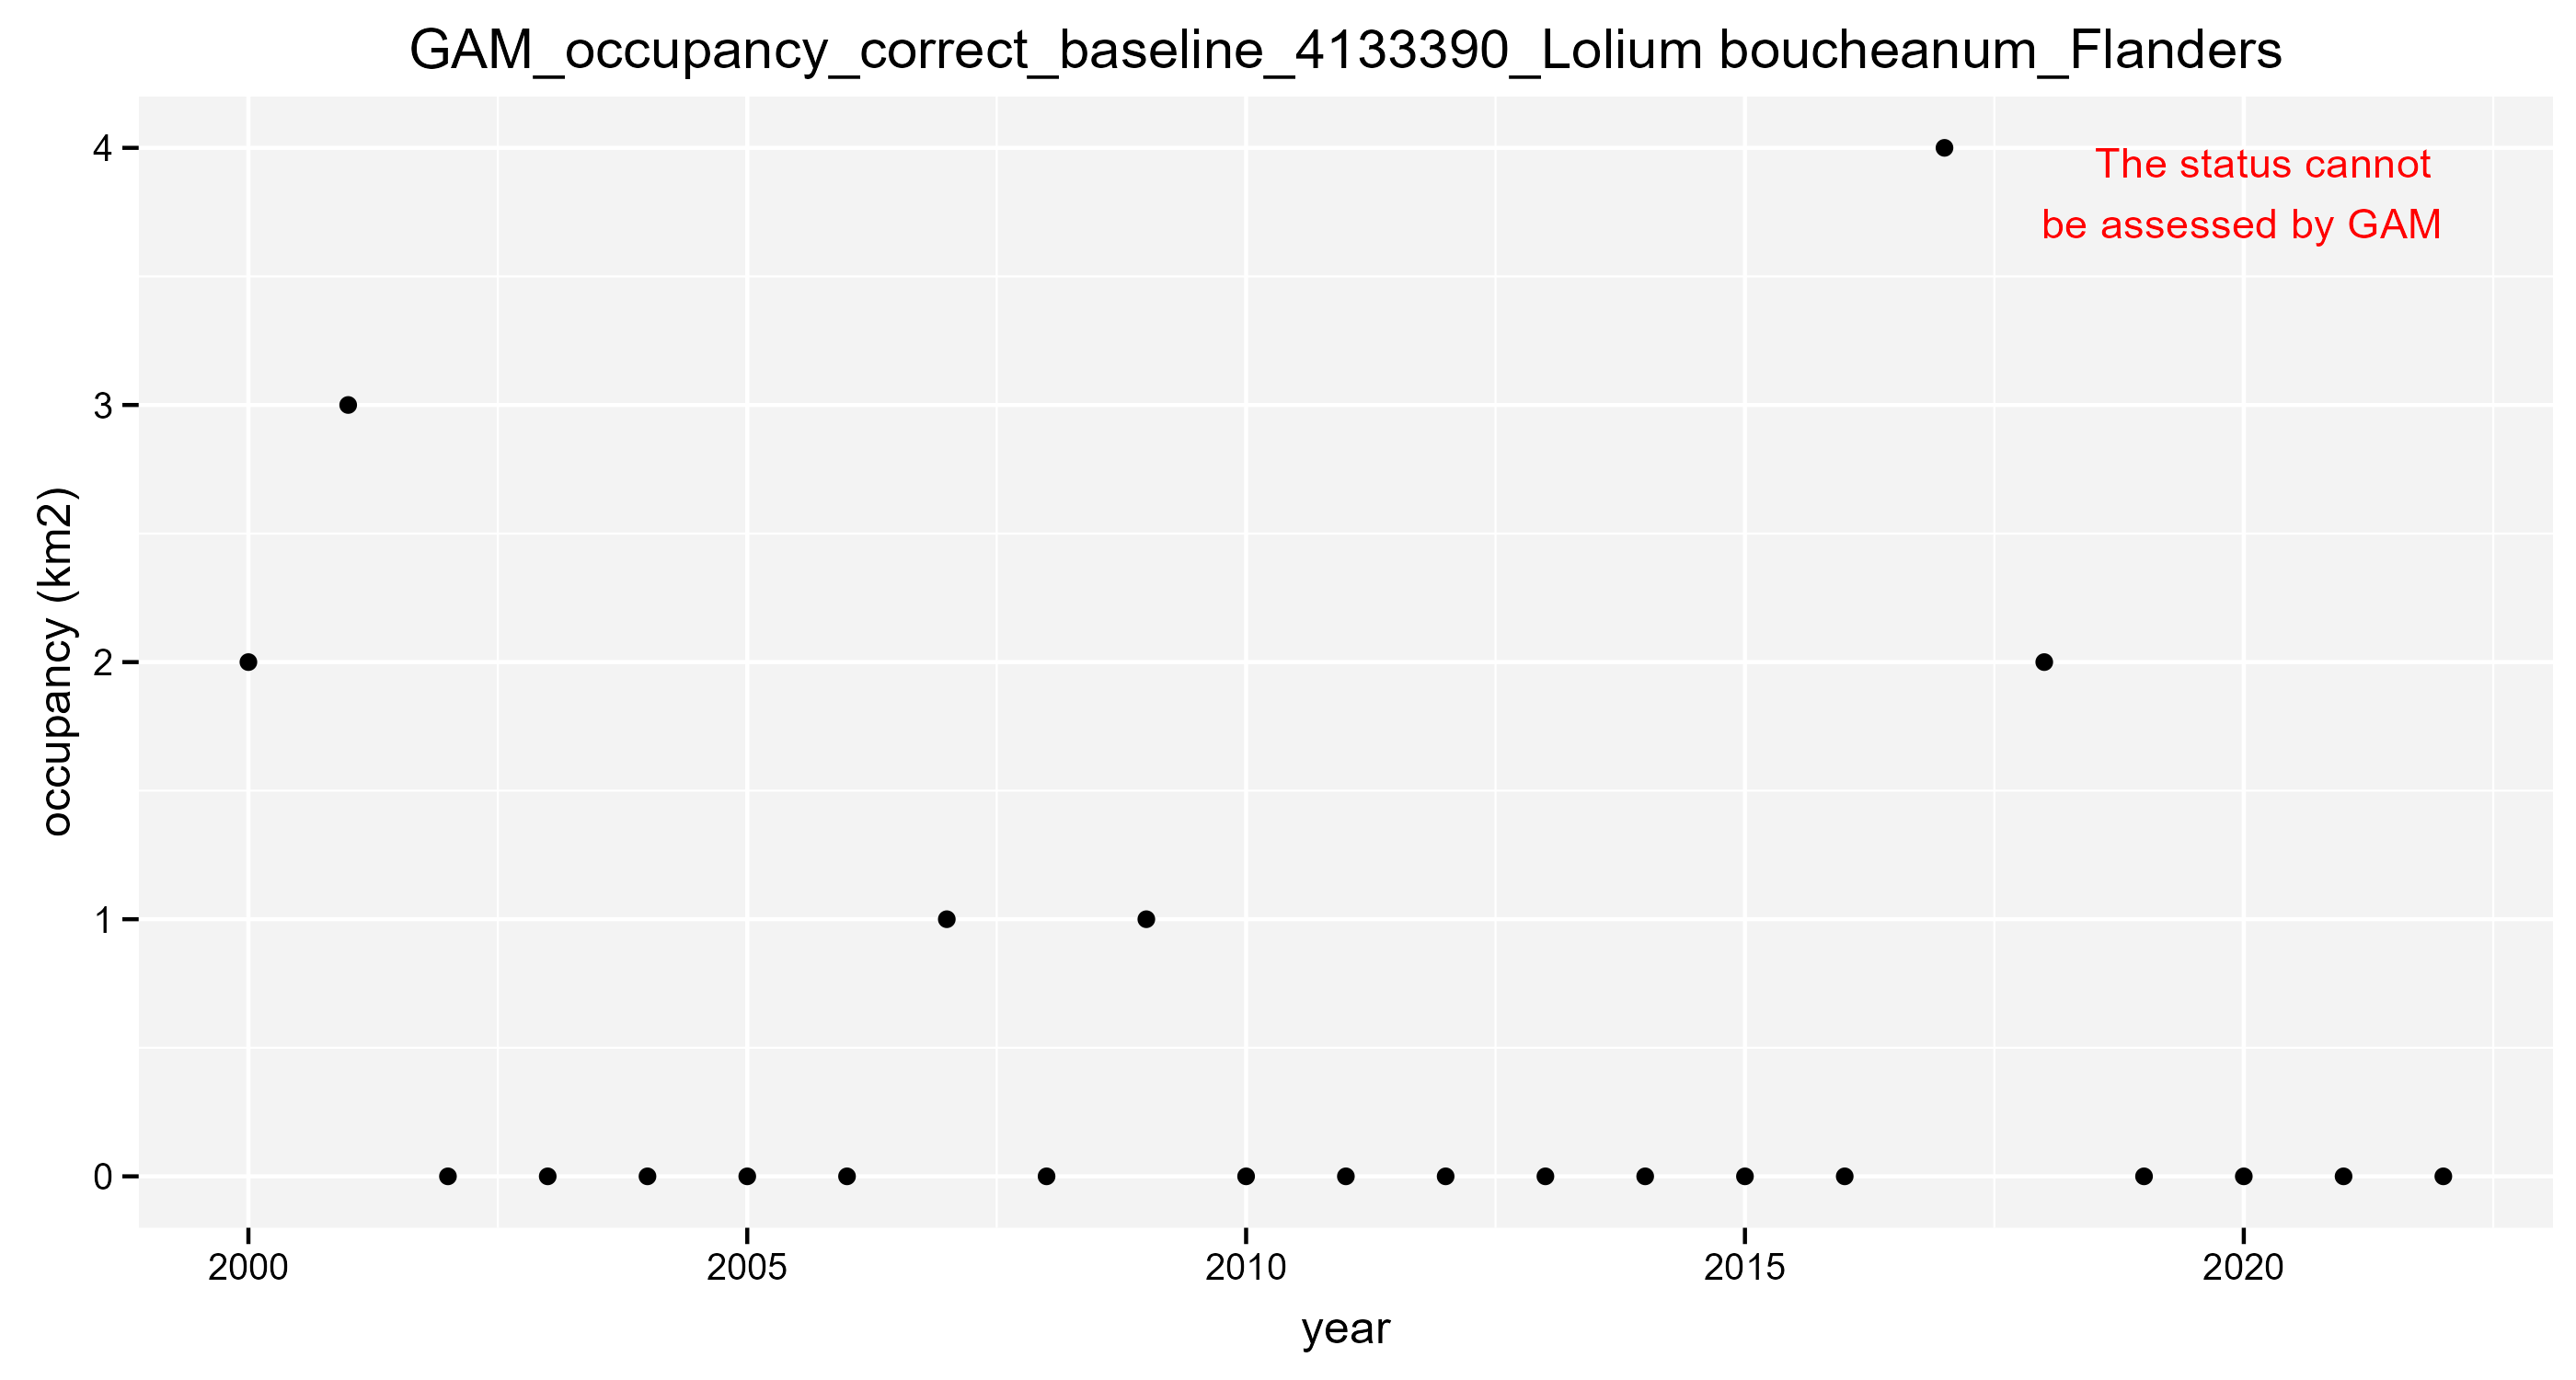 GAM_occupancy_correct_baseline_4133390_Lolium boucheanum_Flanders
The status cannot
be assessed by GAM
occupancy (km2)
4
3
2
1
0
2000
2005
2010
2015
2020
year